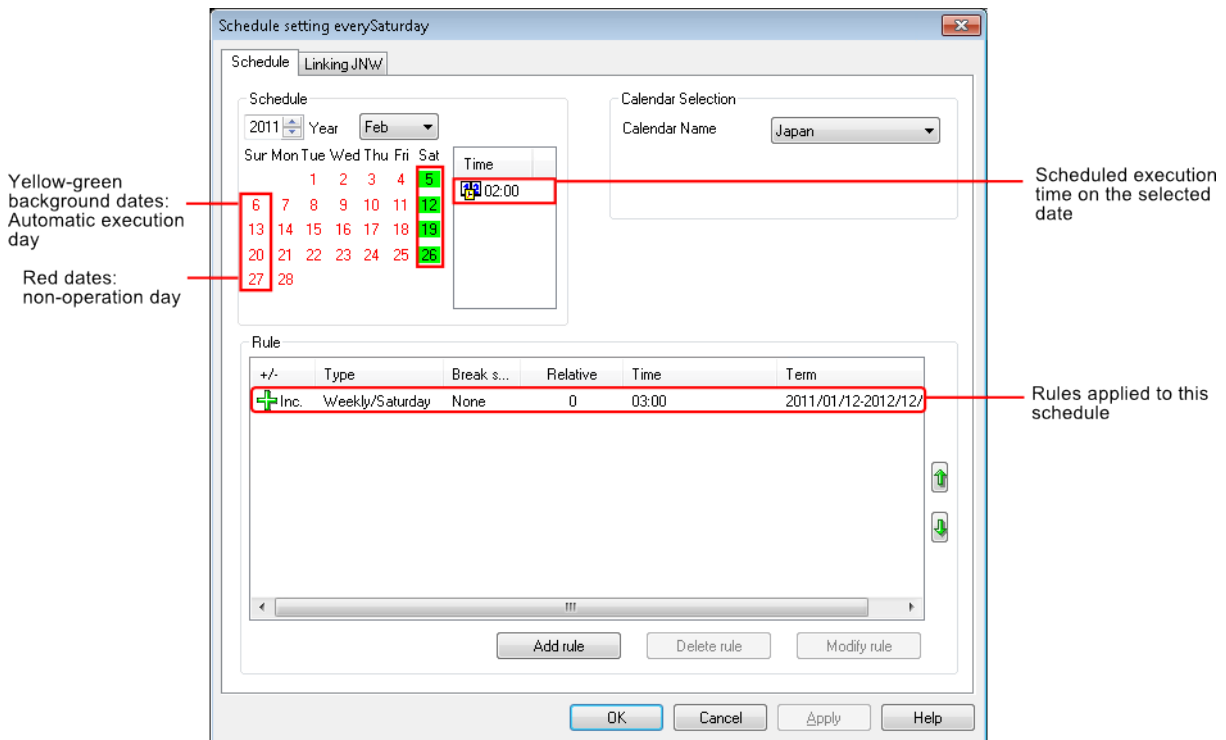 Schedule setting everySaturday
Schedule
Linking JNW
Schedule
2011 Year Feb
Sur Mon Tue Wed Thu Fri Sat
1 2 3 4 5
6 7 8 9 10 11 12
13 14 15 16 17 18 19
20 21 22 23 24 25 26
27 28
Time
02:00
Calendar Selection
Calendar Name Japan
Yellow-green
background dates:
Automatic execution
day
Red dates:
non-operation day
Scheduled execution
time on the selected
date
Rule
+/- Type Break s... Relative Time Term
Inc. Weekly/Saturday None 0 03:00 2011/01/12-2012/12/
Rules applied to this
schedule
Add rule Delete rule Modify rule
OK Cancel Apply Help